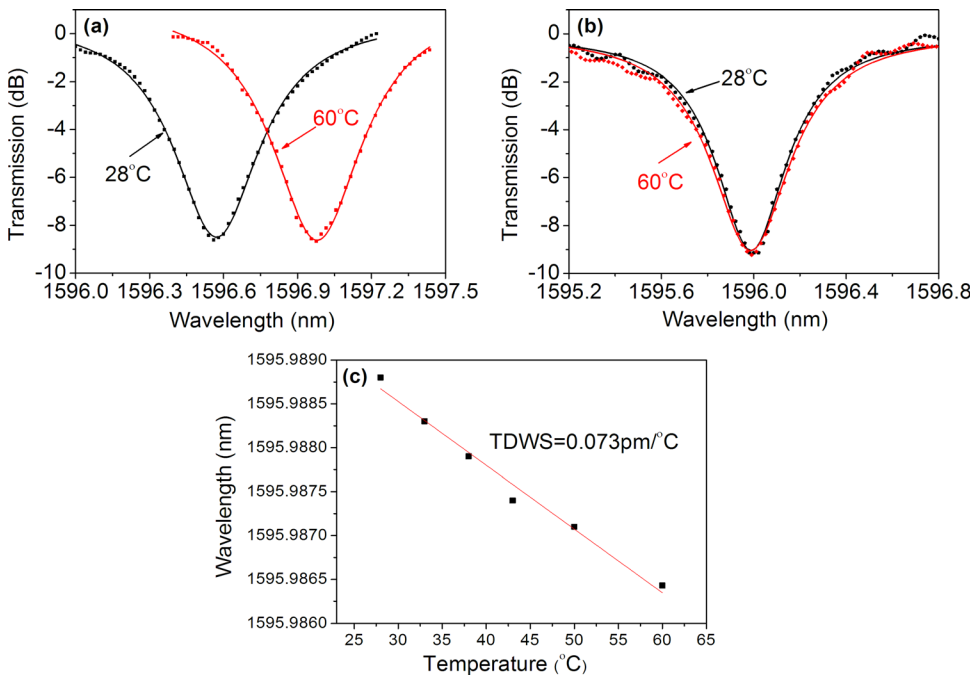 (a)
0
-2
-4
-6
-8
-10
Transmission (dB)
28°C
60°C
1596.0 1596.3 1596.6 1596.9 1597.2 1597.5
Wavelength (nm)
(b)
0
-2
-4
-6
-8
-10
Transmission (dB)
28°C
60°C
1595.2 1595.6 1596.0 1596.4 1596.8
Wavelength (nm)
(c)
1595.9890
1595.9885
1595.9880
1595.9875
1595.9870
1595.9865
1595.9860
Wavelength (nm)
TDWS=0.073pm/°C
25 30 35 40 45 50 55 60 65
Temperature (°C)